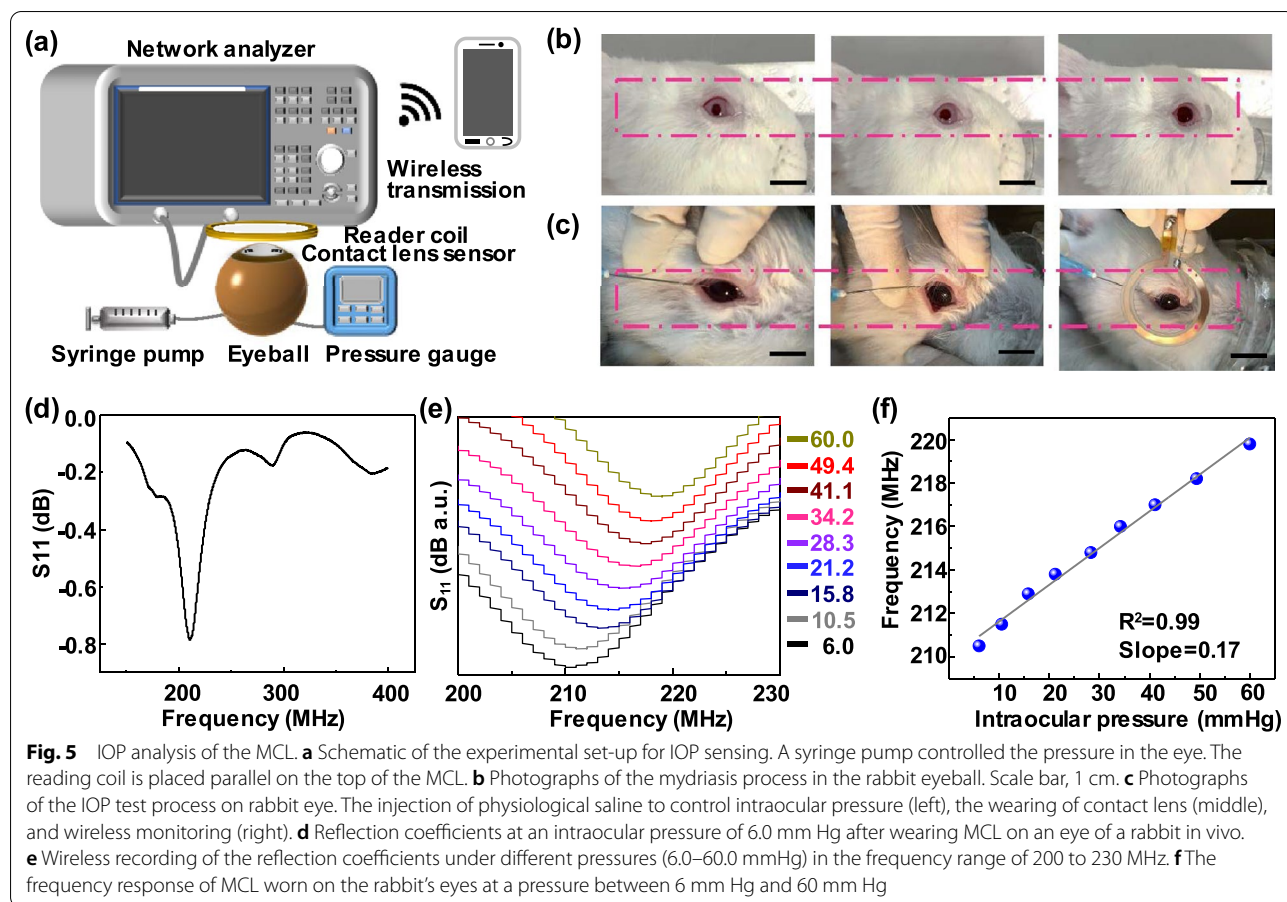 (a)
Network analyzer
Wireless
transmission
Reader coil
Contact lens sensor
Syringe pump Eyeball Pressure gauge
(b)
(c)
(d)
0.0
-0.2
-0.4
-0.6
-0.8
S11 (dB)
200 300 400
Frequency (MHz)
(e)
S₁₁ (dB a.u.)
60.0
49.4
41.1
34.2
28.3
21.2
15.8
10.5
6.0
200 210 220 230
Frequency (MHz)
(f)
220
218
216
214
212
210
Frequency (MHz)
R²=0.99
Slope=0.17
10 20 30 40 50 60
Intraocular pressure (mmHg)
Fig. 5 IOP analysis of the MCL. a Schematic of the experimental set-up for IOP sensing. A syringe pump controlled the pressure in the eye. The
reading coil is placed parallel on the top of the MCL. b Photographs of the mydriasis process in the rabbit eyeball. Scale bar, 1 cm. c Photographs
of the IOP test process on rabbit eye. The injection of physiological saline to control intraocular pressure (left), the wearing of contact lens (middle),
and wireless monitoring (right). d Reflection coefficients at an intraocular pressure of 6.0 mm Hg after wearing MCL on an eye of a rabbit in vivo.
e Wireless recording of the reflection coefficients under different pressures (6.0–60.0 mmHg) in the frequency range of 200 to 230 MHz. f The
frequency response of MCL worn on the rabbit's eyes at a pressure between 6 mm Hg and 60 mm Hg